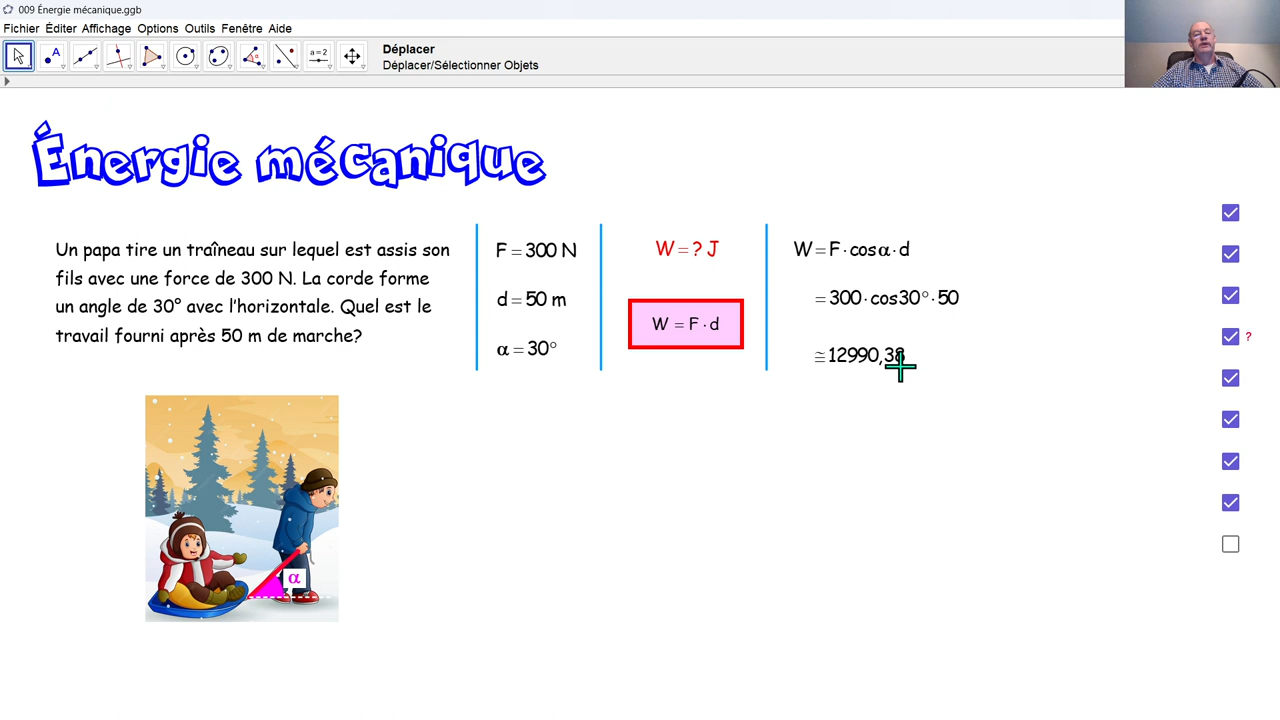 009 Énergie mécanique.ggb
Fichier Éditer Affichage Options Outils Fenêtre Aide
A
a=2
Déplacer
Déplacer/Sélectionner Objets
Énergie mécanique
Un papa tire un traîneau sur lequel est assis son
fils avec une force de 300 N. La corde forme
un angle de 30° avec l'horizontale. Quel est le
travail fourni après 50 m de marche?
F = 300 N
d = 50 m
α = 30°
W = ? J
W = F · d
W = F · cos α · d
= 300 · cos30° · 50
≅ 12990,38
?
α